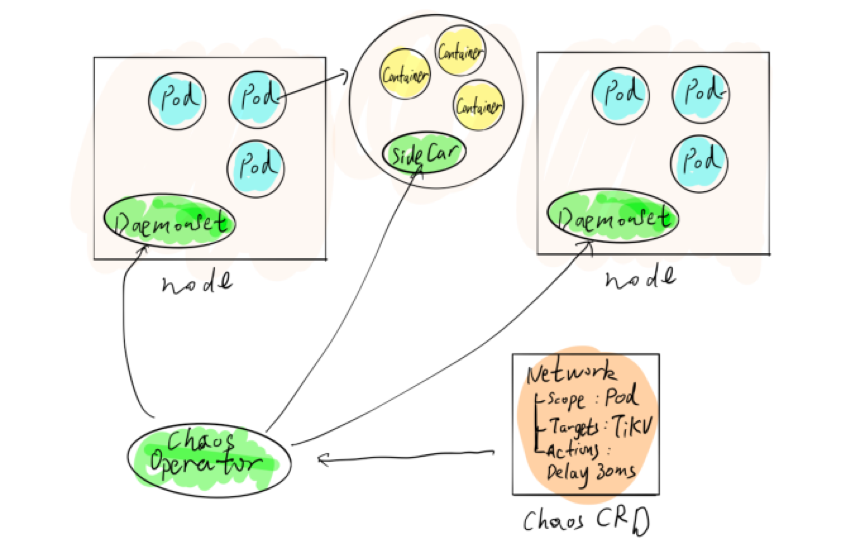 Pod
Pod
Pod
Daemonset
node
Container
Container
Container
SideCar
Pod
Pod
Pod
Daemonset
node
Chaos
Operator
Network
Scope : Pod
Targets : TiKV
Actions :
Delay 30ms
Chaos CRD